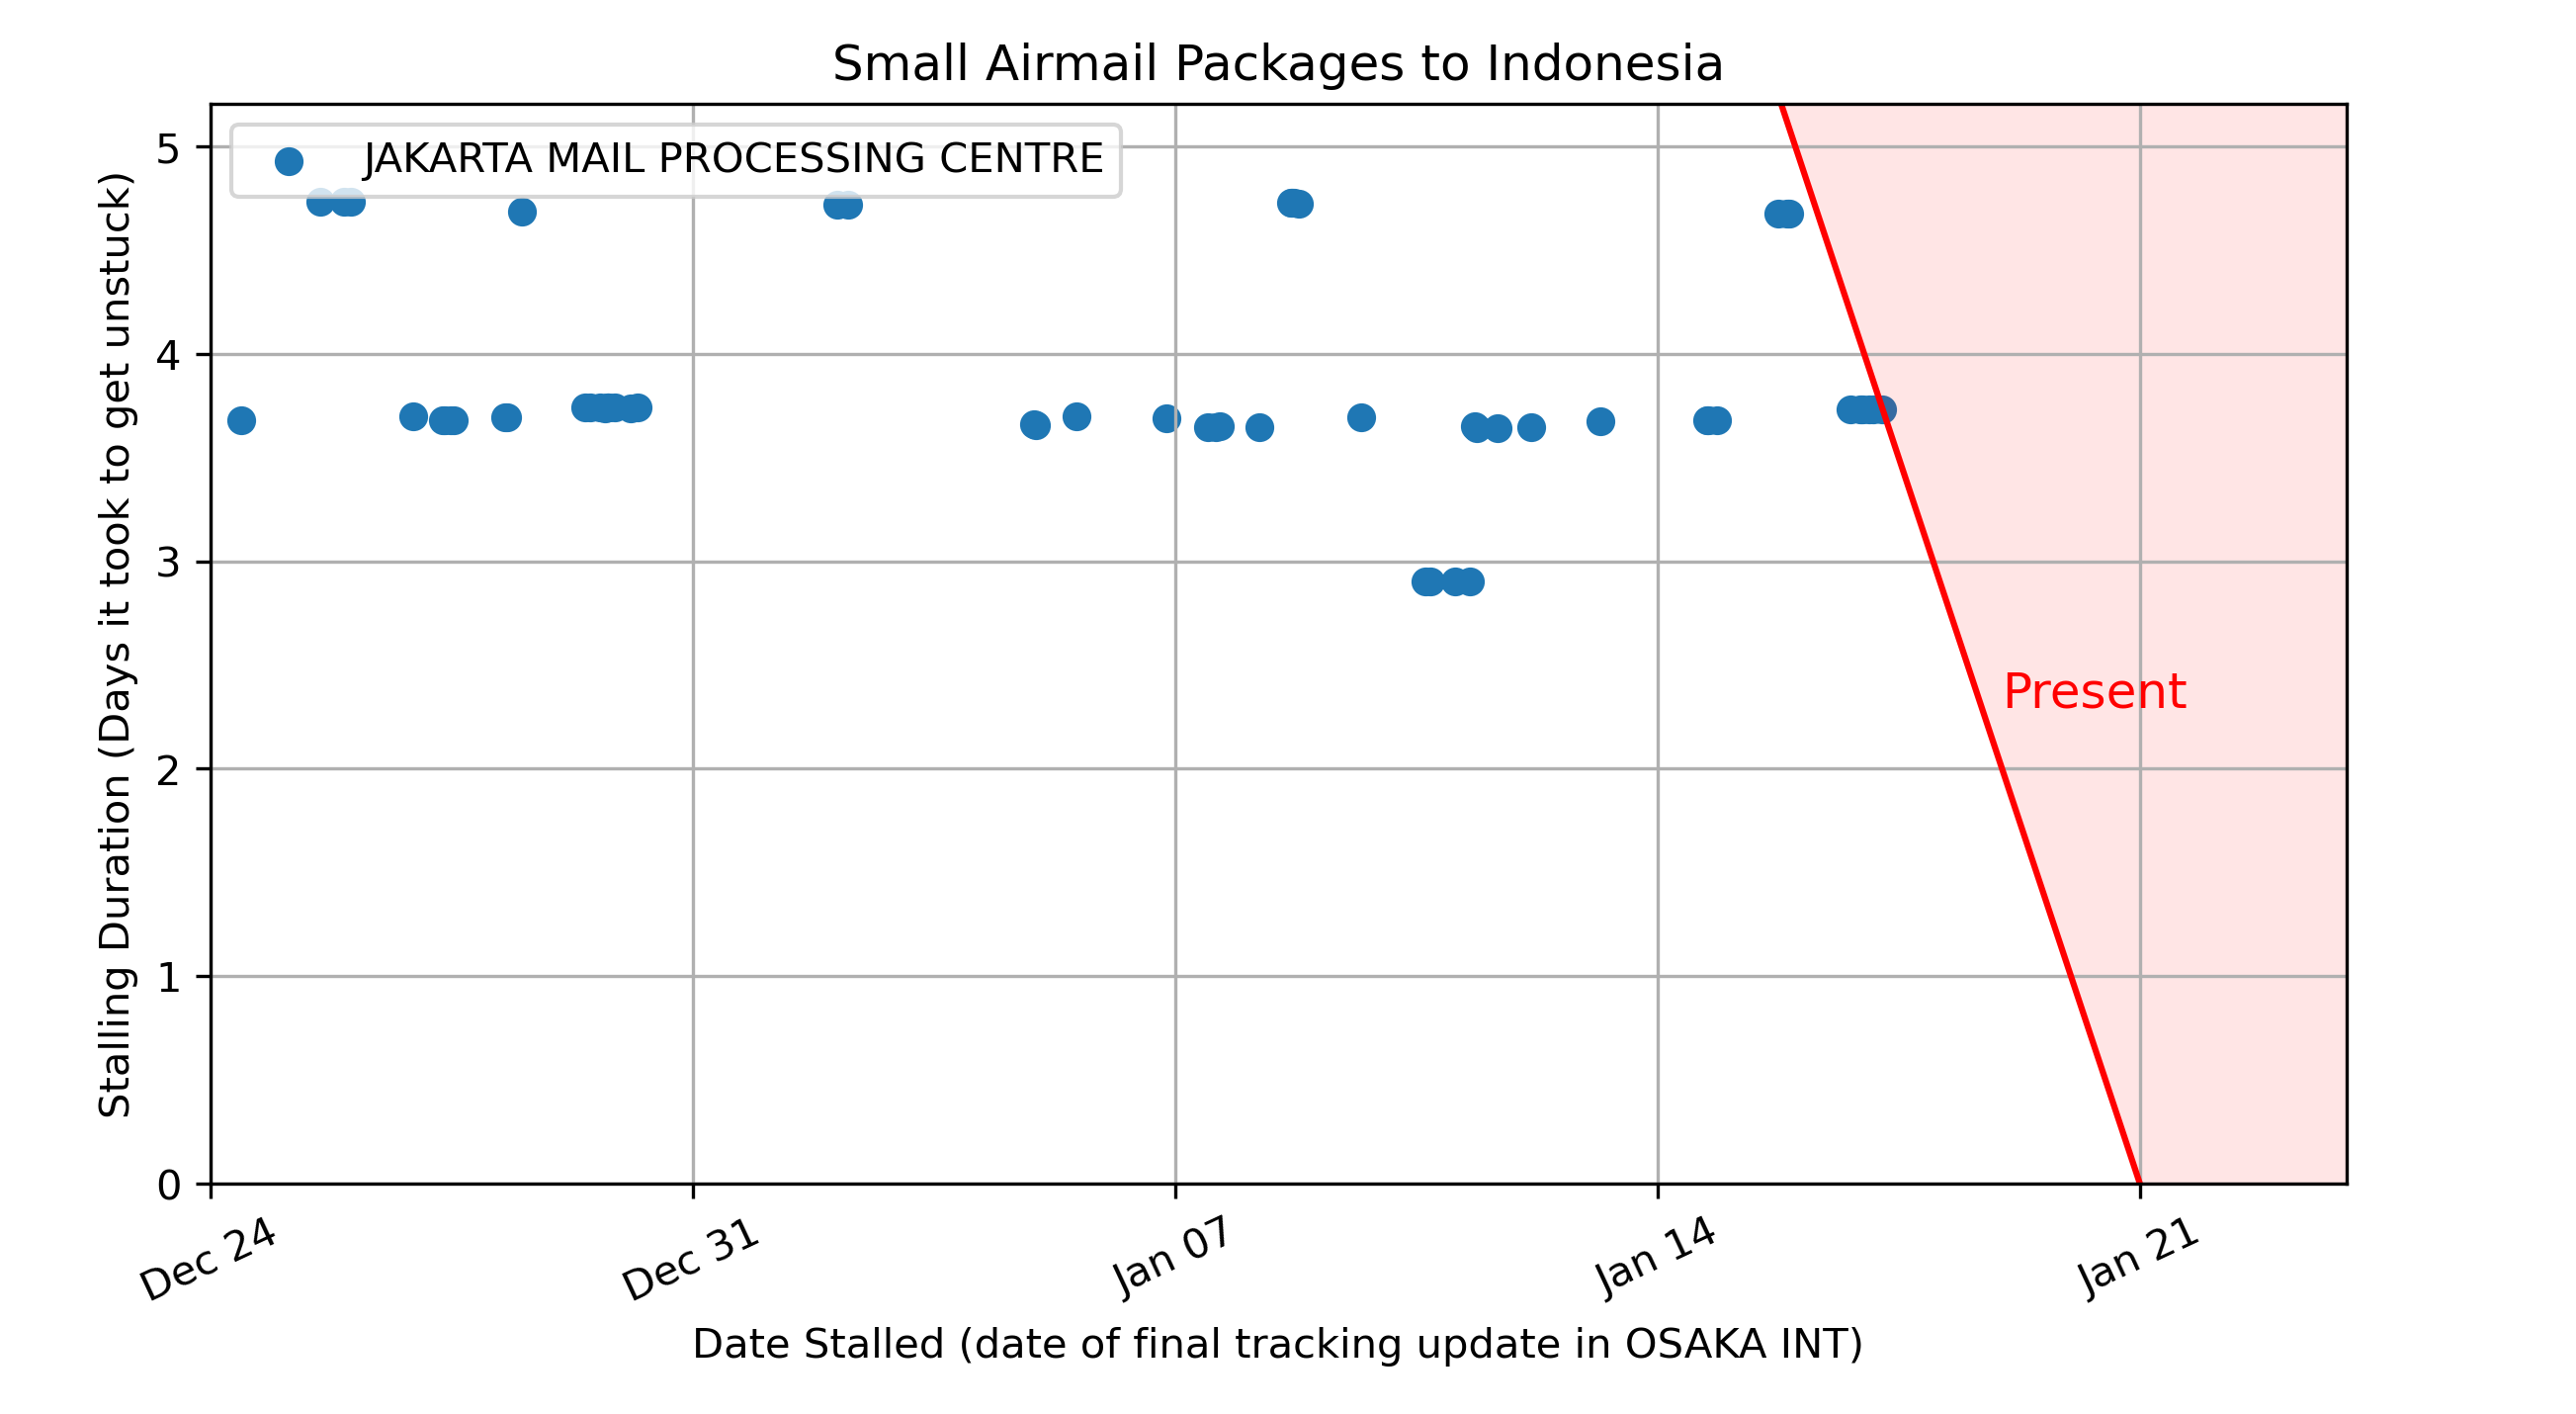 Small Airmail Packages to Indonesia
JAKARTA MAIL PROCESSING CENTRE
Stalling Duration (Days it took to get unstuck)
5
4
3
2
1
0
Present
Dec 24
Dec 31
Jan 07
Jan 14
Jan 21
Date Stalled (date of final tracking update in OSAKA INT)